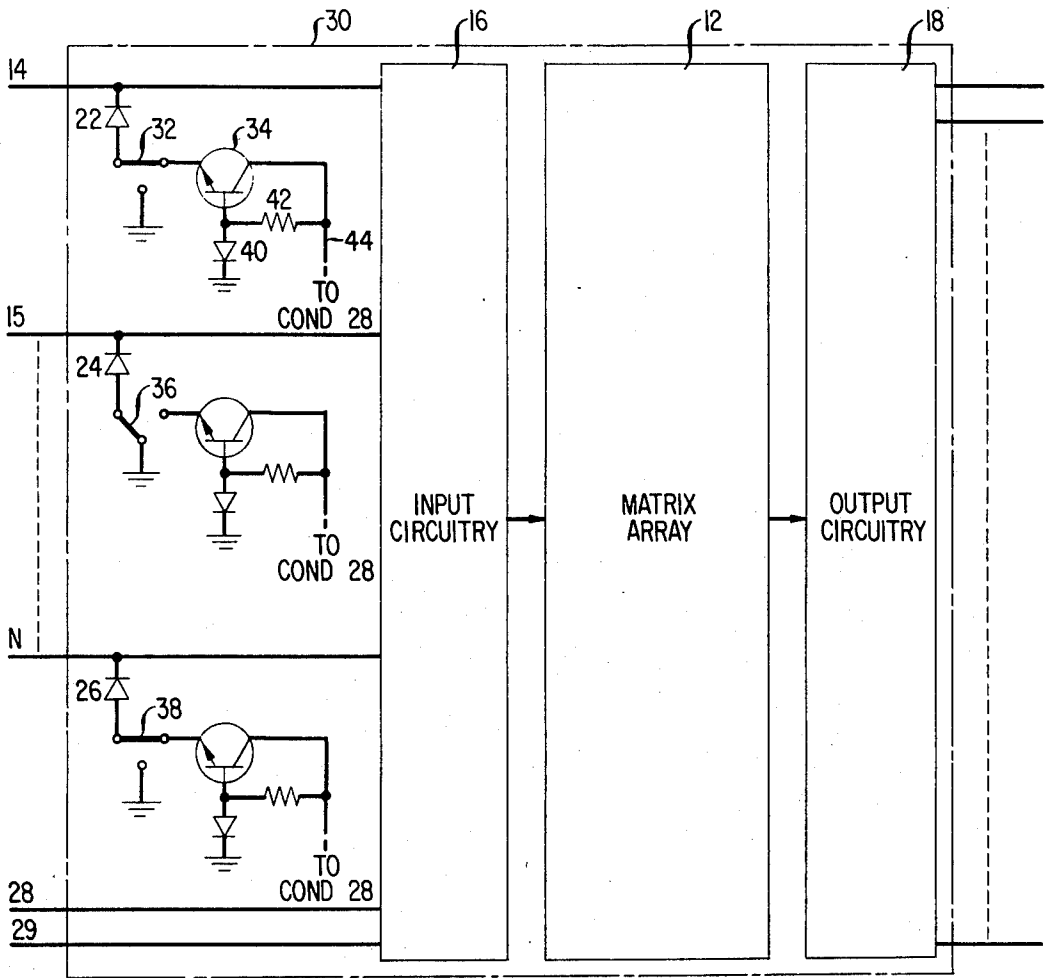 30
16
12
18
14
22
32
34
42
40
44
TO
COND 28
15
24
36
TO
COND 28
INPUT
CIRCUITRY
MATRIX
ARRAY
OUTPUT
CIRCUITRY
N
26
38
TO
COND 28
28
29